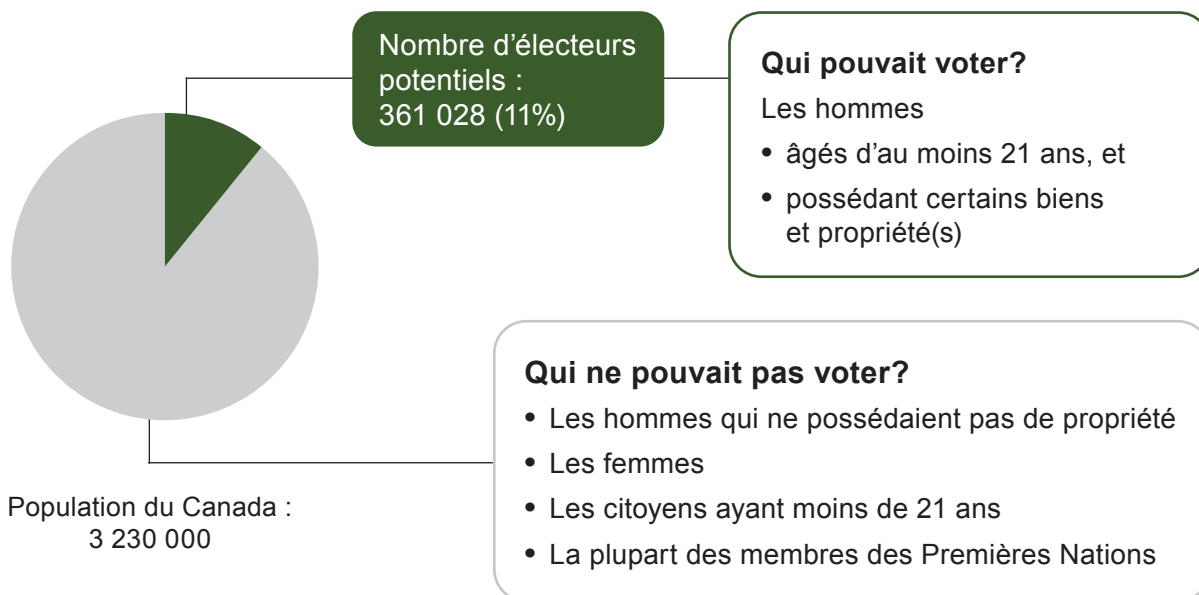 Nombre d'électeurs
potentiels :
361 028 (11%)
Qui pouvait voter?
Les hommes
• âgés d'au moins 21 ans, et
• possédant certains biens
et propriété(s)
Qui ne pouvait pas voter?
• Les hommes qui ne possédaient pas de propriété
• Les femmes
• Les citoyens ayant moins de 21 ans
• La plupart des membres des Premières Nations
Population du Canada :
3 230 000